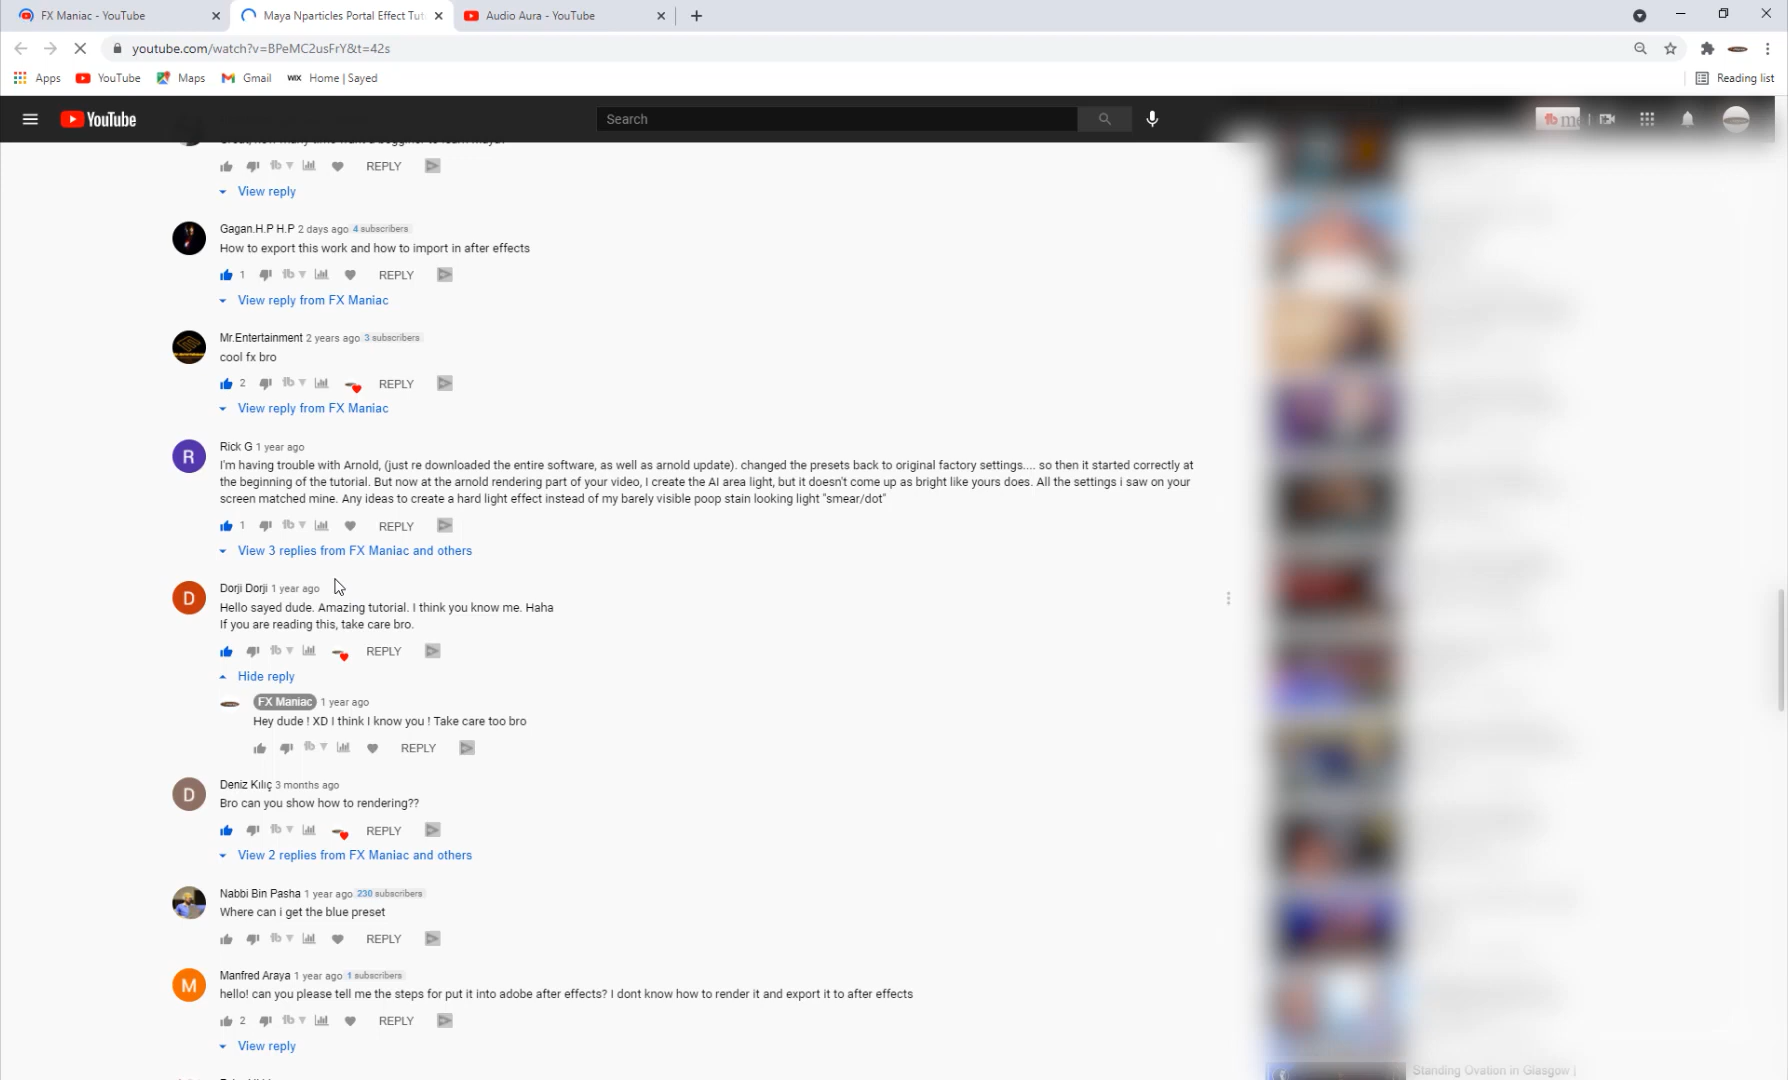 FX Maniac - YouTube
Maya Nparticles Portal Effect Tut
Audio Aura - YouTube
youtube.com/watch?v=BPeMC2usFrY&t=42s
Apps YouTube Maps Gmail WIX Home | Sayed Reading list
YouTube Search
REPLY
View reply
Gagan.H.P H.P 2 days ago 4 subscribers
How to export this work and how to import in after effects
1 REPLY
View reply from FX Maniac
Mr.Entertainment 2 years ago 3 subscribers
cool fx bro
2 REPLY
View reply from FX Maniac
R
Rick G 1 year ago
I'm having trouble with Arnold, (just re downloaded the entire software, as well as arnold update). changed the presets back to original factory settings.... so then it started correctly at
the beginning of the tutorial. But now at the arnold rendering part of your video, I create the AI area light, but it doesn't come up as bright like yours does. All the settings i saw on your
screen matched mine. Any ideas to create a hard light effect instead of my barely visible poop stain looking light "smear/dot"
1 REPLY
View 3 replies from FX Maniac and others
D
Dorji Dorji 1 year ago
Hello sayed dude. Amazing tutorial. I think you know me. Haha
If you are reading this, take care bro.
REPLY
Hide reply
FX Maniac 1 year ago
Hey dude ! XD I think I know you ! Take care too bro
REPLY
D
Deniz Kılıç 3 months ago
Bro can you show how to rendering??
REPLY
View 2 replies from FX Maniac and others
Nabbi Bin Pasha 1 year ago 230 subscribers
Where can i get the blue preset
REPLY
M
Manfred Araya 1 year ago 1 subscribers
hello! can you please tell me the steps for put it into adobe after effects? I dont know how to render it and export it to after effects
2 REPLY
View reply
Standing Ovation in Glasgow |